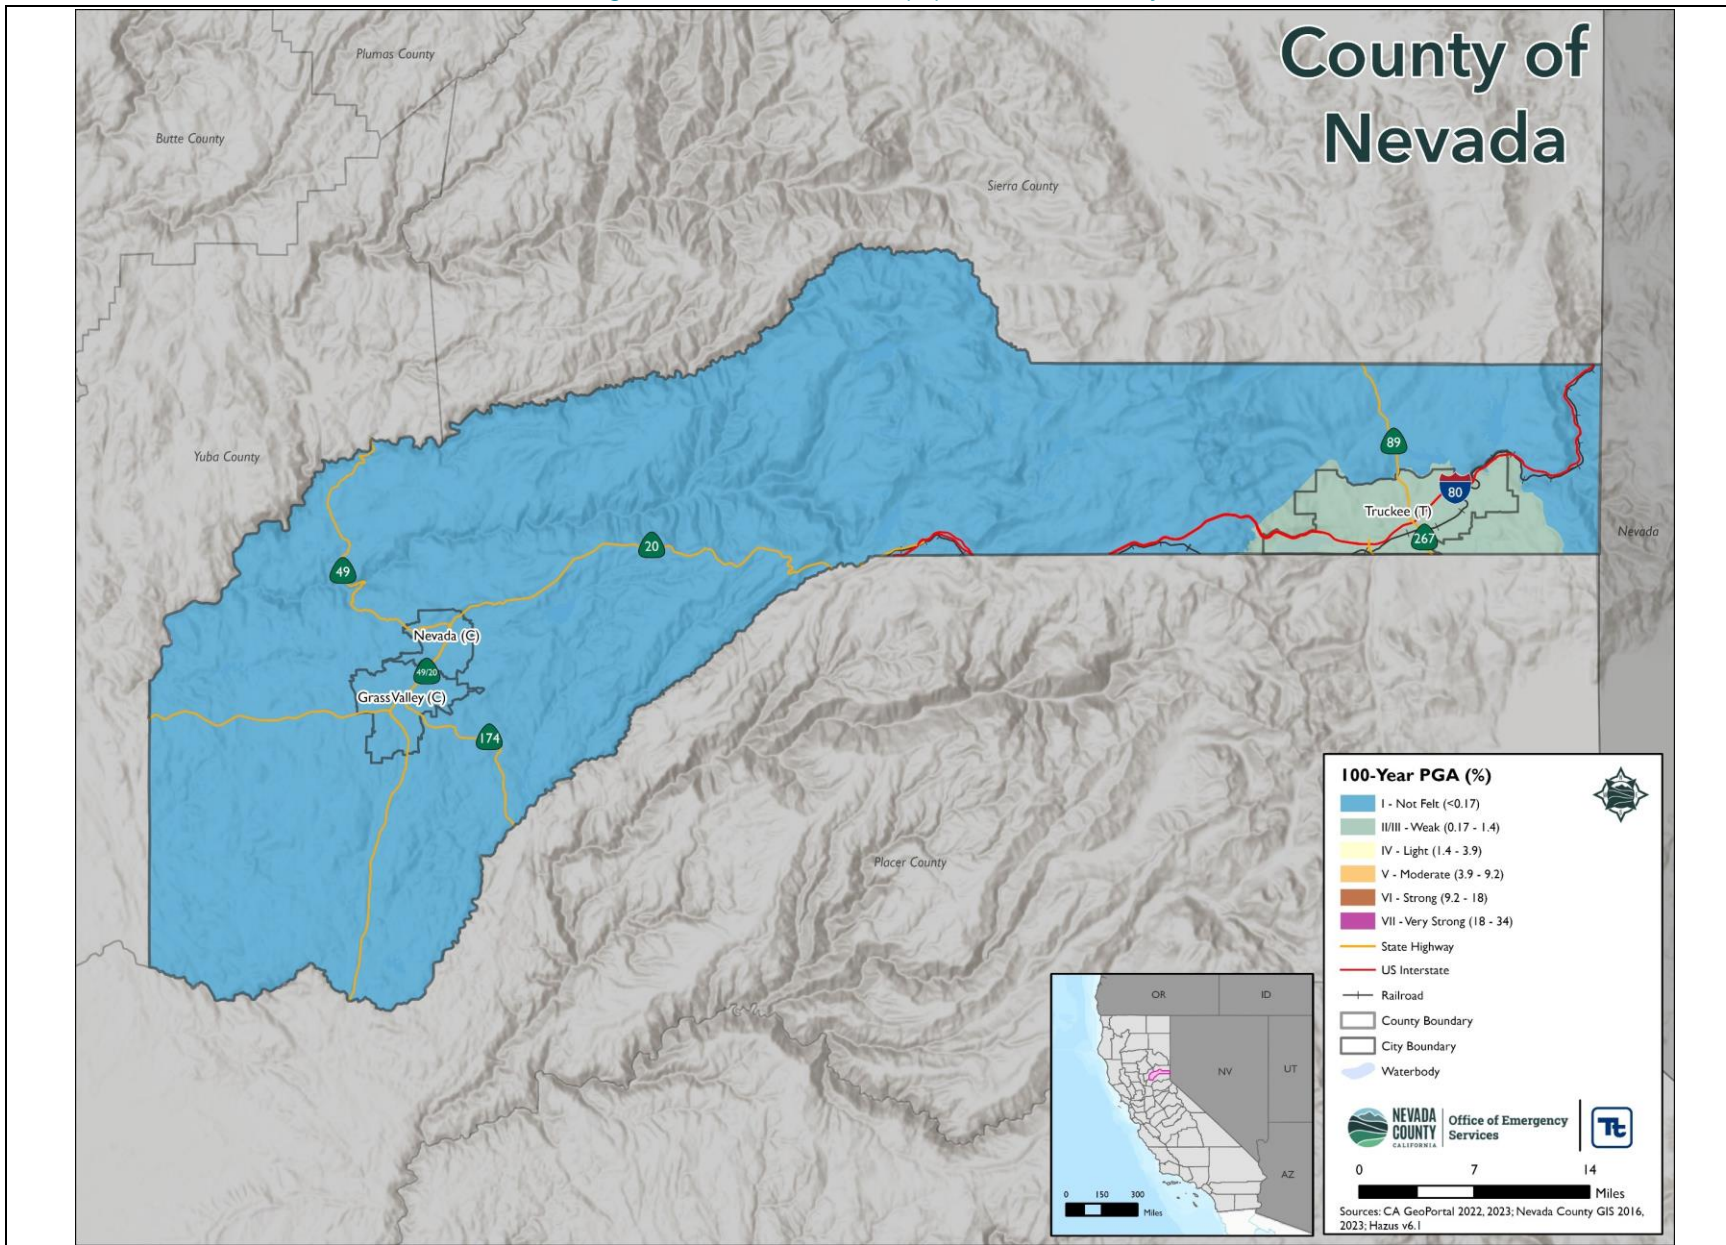 County of
Nevada
Plumas County
Butte County
Sierra County
Yuba County
89
80
Truckee (T)
267
Nevada
20
49
Nevada (C)
49/20
Grass Valley (C)
174
Placer County
100-Year PGA (%)
I - Not Felt (<0.17)
II/III - Weak (0.17 - 1.4)
IV - Light (1.4 - 3.9)
V - Moderate (3.9 - 9.2)
VI - Strong (9.2 - 18)
VII - Very Strong (18 - 34)
State Highway
US Interstate
Railroad
County Boundary
City Boundary
Waterbody
NEVADA
COUNTY
CALIFORNIA
Office of Emergency
Services
Tt
0 7 14
Miles
Sources: CA GeoPortal 2022, 2023; Nevada County GIS 2016,
2023; Hazus v6.1
OR
ID
NV
UT
AZ
0 150 300
Miles